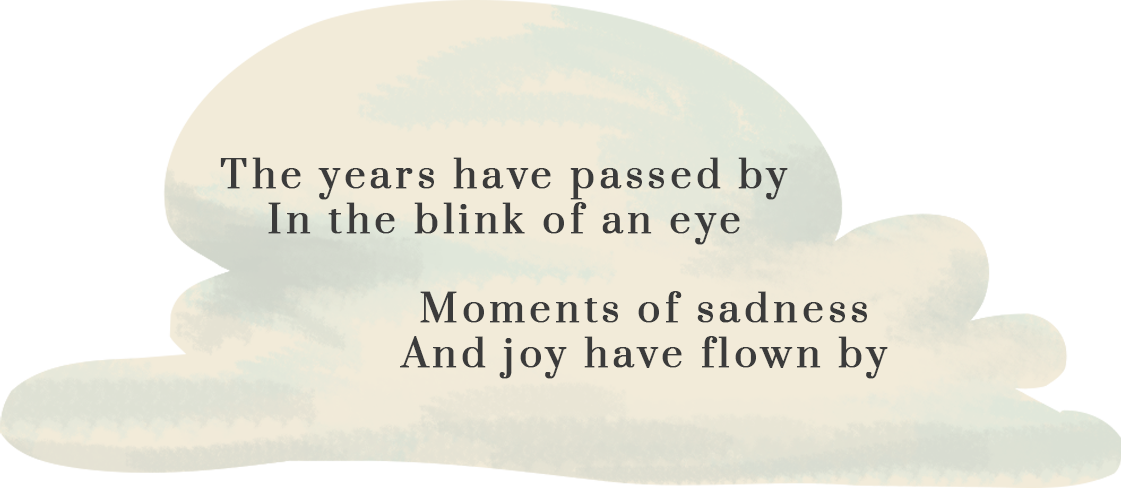 The years have passed by
In the blink of an eye
Moments of sadness
And joy have flown by